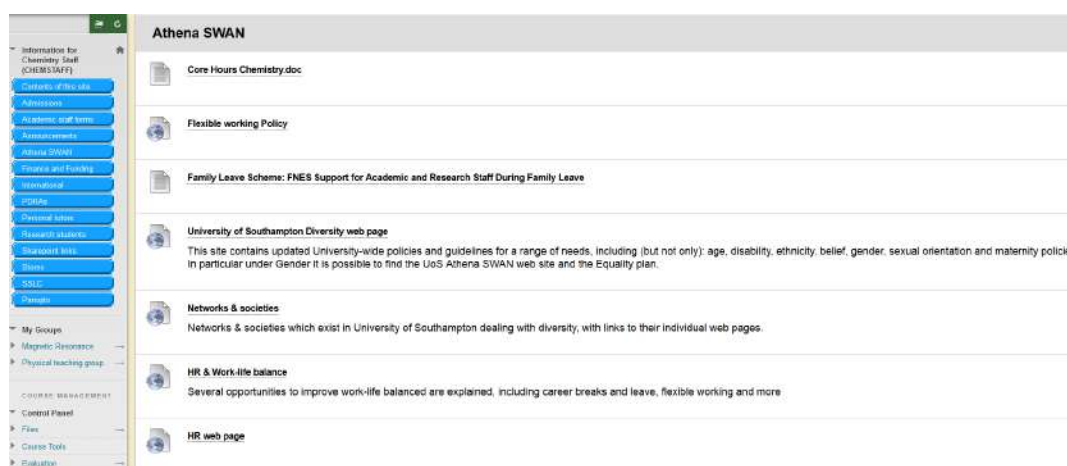 Information for
Chemistry Staff
(CHEMSTAFF)
Contents of this site
Admissions
Academic staff forms
Announcements
Athena SWAN
Finance and Funding
International
PDRAs
Personal tutors
Research students
Sharepoint links
Stores
SSLC
Panopto
My Groups
Magnetic Resonance
Physical teaching group
COURSE MANAGEMENT
Control Panel
Files
Course Tools
Evaluation
Athena SWAN
Core Hours Chemistry.doc
Flexible working Policy
Family Leave Scheme: FNES Support for Academic and Research Staff During Family Leave
University of Southampton Diversity web page
This site contains updated University-wide policies and guidelines for a range of needs, including (but not only): age, disability, ethnicity, belief, gender, sexual orientation and maternity polici
In particular under Gender it is possible to find the UoS Athena SWAN web site and the Equality plan.
Networks & societies
Networks & societies which exist in University of Southampton dealing with diversity, with links to their individual web pages.
HR & Work-life balance
Several opportunities to improve work-life balanced are explained, including career breaks and leave, flexible working and more
HR web page